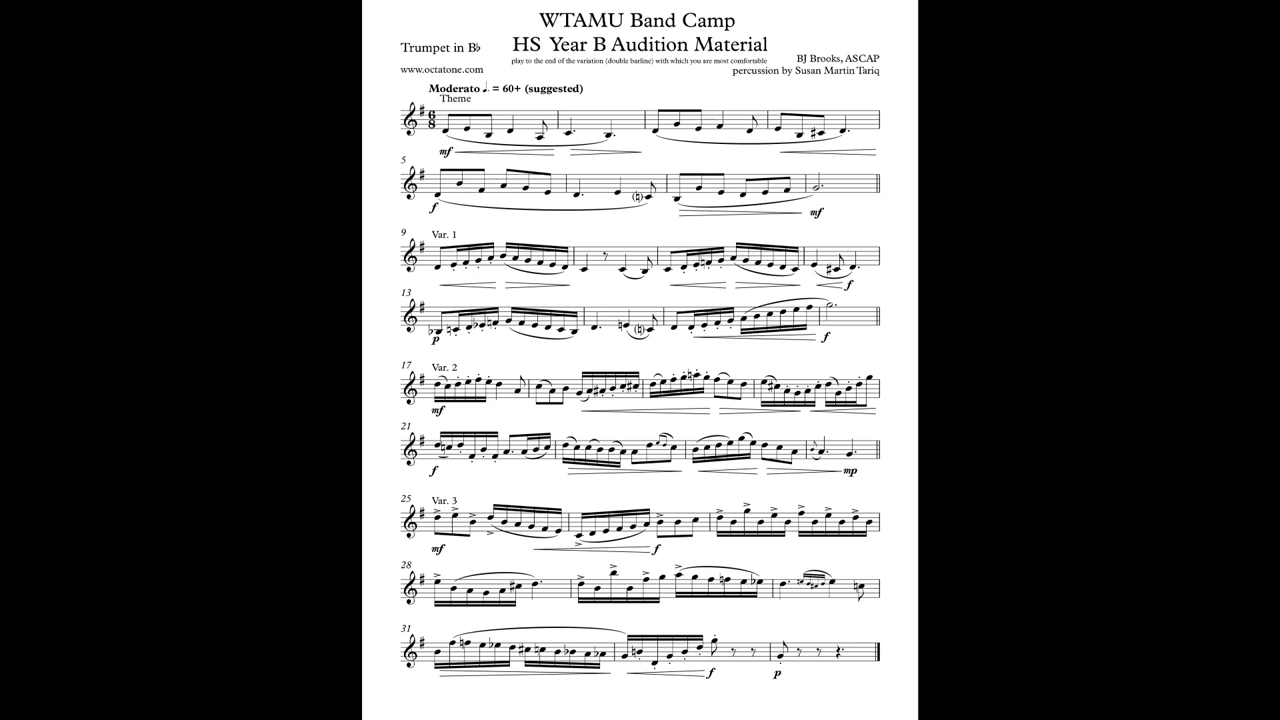 WTAMU Band Camp
HS Year B Audition Material
Trumpet in B♭
play to the end of the variation (double barline) with which you are most comfortable
BJ Brooks, ASCAP
www.octatone.com
percussion by Susan Martin Tariq
Moderato ♩. = 60+ (suggested)
Theme
6
8
mf
5
f
mf
9
Var. 1
f
13
p
f
17
Var. 2
mf
21
f
mp
25
Var. 3
mf
f
28
31
f
p